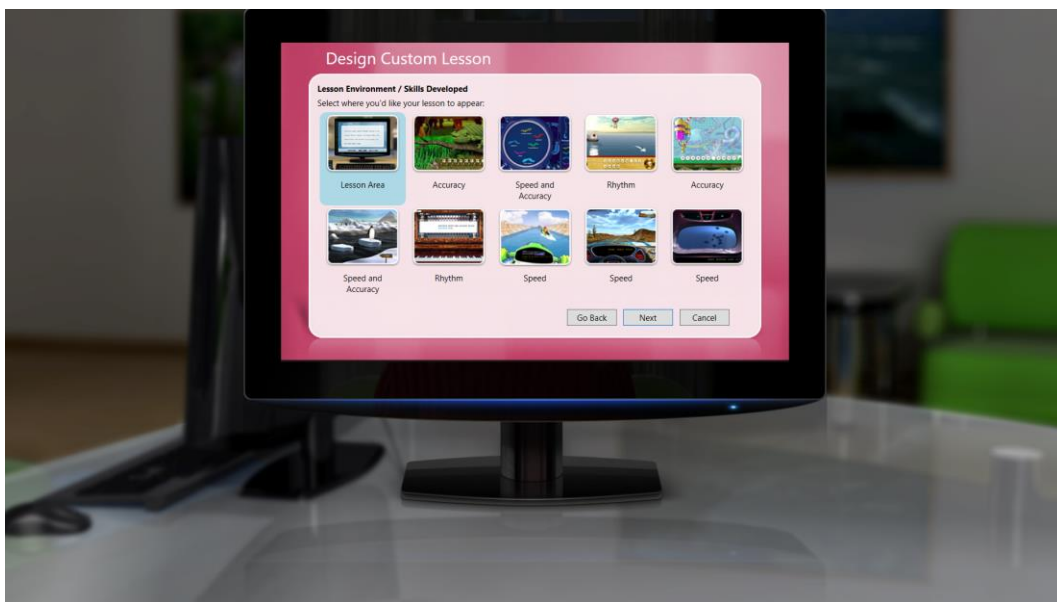 Design Custom Lesson
Lesson Environment / Skills Developed
Select where you'd like your lesson to appear:
Lesson Area
Accuracy
Speed and
Accuracy
Rhythm
Accuracy
Speed and
Accuracy
Rhythm
Speed
Speed
Speed
Go Back
Next
Cancel